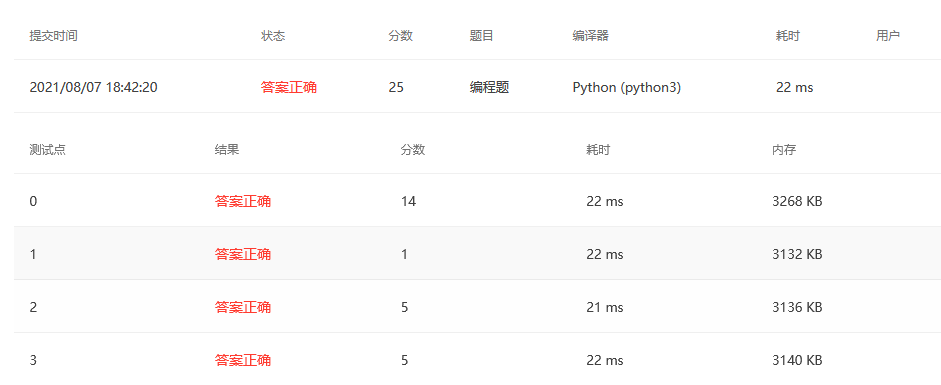 提交时间 状态 分数 题目 编译器 耗时 用户
2021/08/07 18:42:20 答案正确 25 编程题 Python (python3) 22 ms
测试点 结果 分数 耗时 内存
0 答案正确 14 22 ms 3268 KB
1 答案正确 1 22 ms 3132 KB
2 答案正确 5 21 ms 3136 KB
3 答案正确 5 22 ms 3140 KB